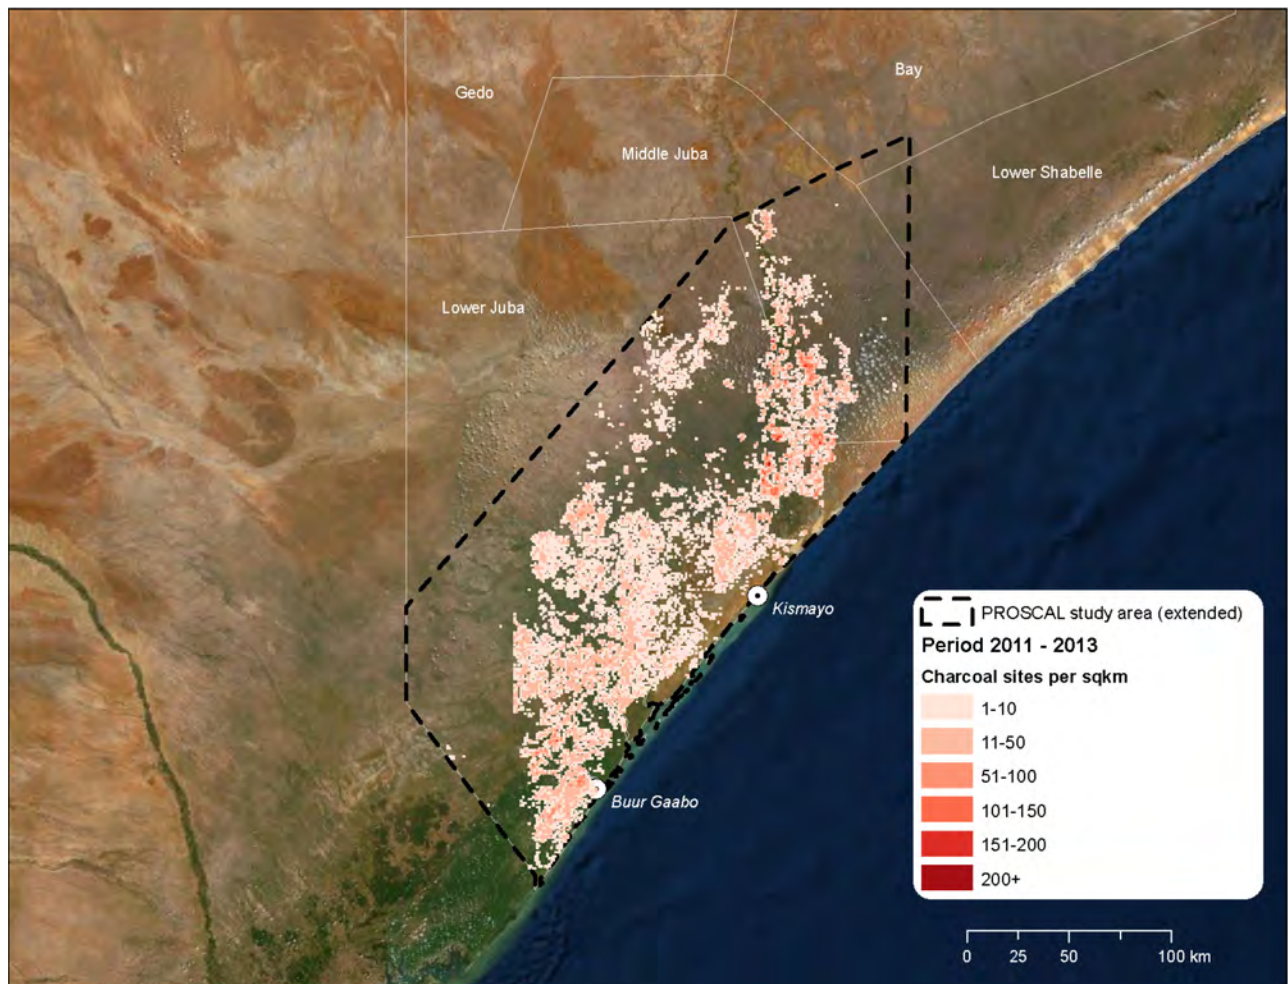 Bay
Gedo
Middle Juba
Lower Shabelle
Lower Juba
Kismayo
Buur Gaabo
PROSCAL study area (extended)
Period 2011 - 2013
Charcoal sites per sqkm
1-10
11-50
51-100
101-150
151-200
200+
0 25 50 100 km